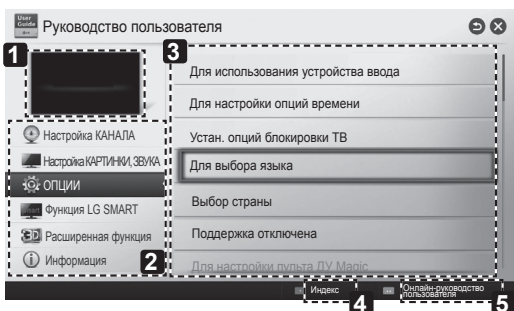 User Guide
Руководство пользователя
1
3
Для использования устройства ввода
Для настройки опций времени
Устан. опций блокировки ТВ
Для выбора языка
Выбор страны
Поддержка отключена
Для настройки пульта ДУ Magic
Настройка КАНАЛА
Настройка КАРТИНКИ, ЗВУКА
ОПЦИИ
smart Функция LG SMART
3D Расширенная функция
Информация
2
Индекс
Онлайн-руководство
пользователя
4
5